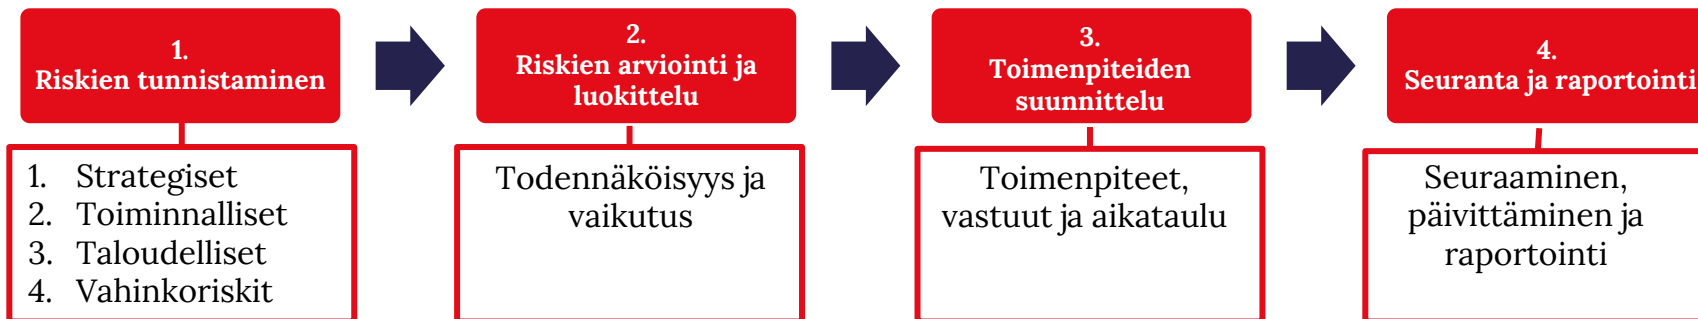 1.
Riskien tunnistaminen
1. Strategiset
2. Toiminnalliset
3. Taloudelliset
4. Vahinkoriskit
2.
Riskien arviointi ja
luokittelu
Todennäköisyys ja
vaikutus
3.
Toimenpiteiden
suunnittelu
Toimenpiteet,
vastuut ja aikataulu
4.
Seuranta ja raportointi
Seuraaminen,
päivittäminen ja
raportointi